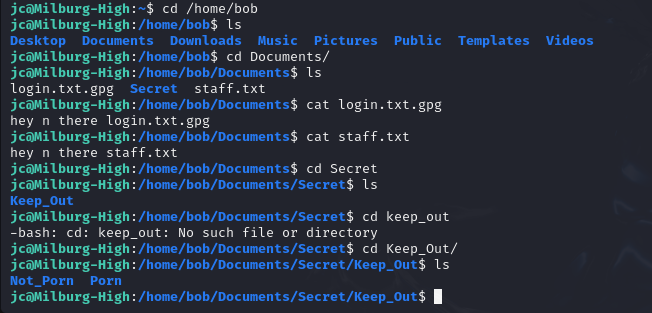 jc@Milburg-High:~$ cd /home/bob
jc@Milburg-High:/home/bob$ ls
Desktop  Documents  Downloads  Music  Pictures  Public  Templates  Videos
jc@Milburg-High:/home/bob$ cd Documents/
jc@Milburg-High:/home/bob/Documents$ ls
login.txt.gpg  Secret  staff.txt
jc@Milburg-High:/home/bob/Documents$ cat login.txt.gpg
hey n there login.txt.gpg
jc@Milburg-High:/home/bob/Documents$ cat staff.txt
hey n there staff.txt
jc@Milburg-High:/home/bob/Documents$ cd Secret
jc@Milburg-High:/home/bob/Documents/Secret$ ls
Keep_Out
jc@Milburg-High:/home/bob/Documents/Secret$ cd keep_out
-bash: cd: keep_out: No such file or directory
jc@Milburg-High:/home/bob/Documents/Secret$ cd Keep_Out/
jc@Milburg-High:/home/bob/Documents/Secret/Keep_Out$ ls
Not_Porn  Porn
jc@Milburg-High:/home/bob/Documents/Secret/Keep_Out$